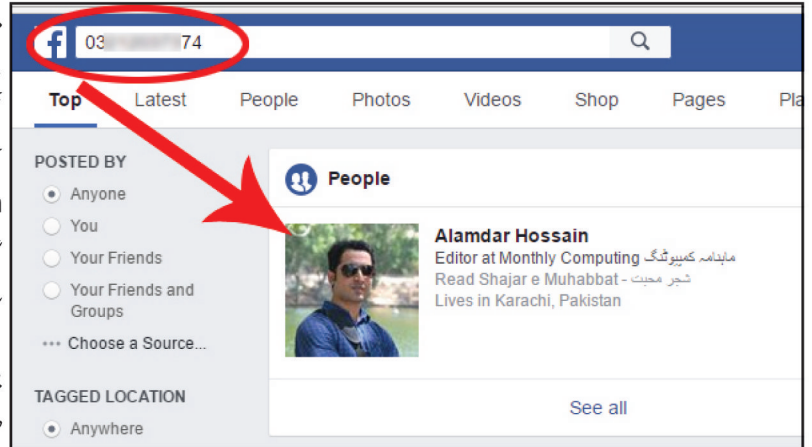 f 03 74
Top Latest People Photos Videos Shop Pages Pla
POSTED BY
Anyone
You
Your Friends
Your Friends and
Groups
Choose a Source...
TAGGED LOCATION
Anywhere
People
Alamdar Hossain
Editor at Monthly Computing ماہنامہ کمپیوٹنگ
Read Shajar e Muhabbat - شجر محبت
Lives in Karachi, Pakistan
See all